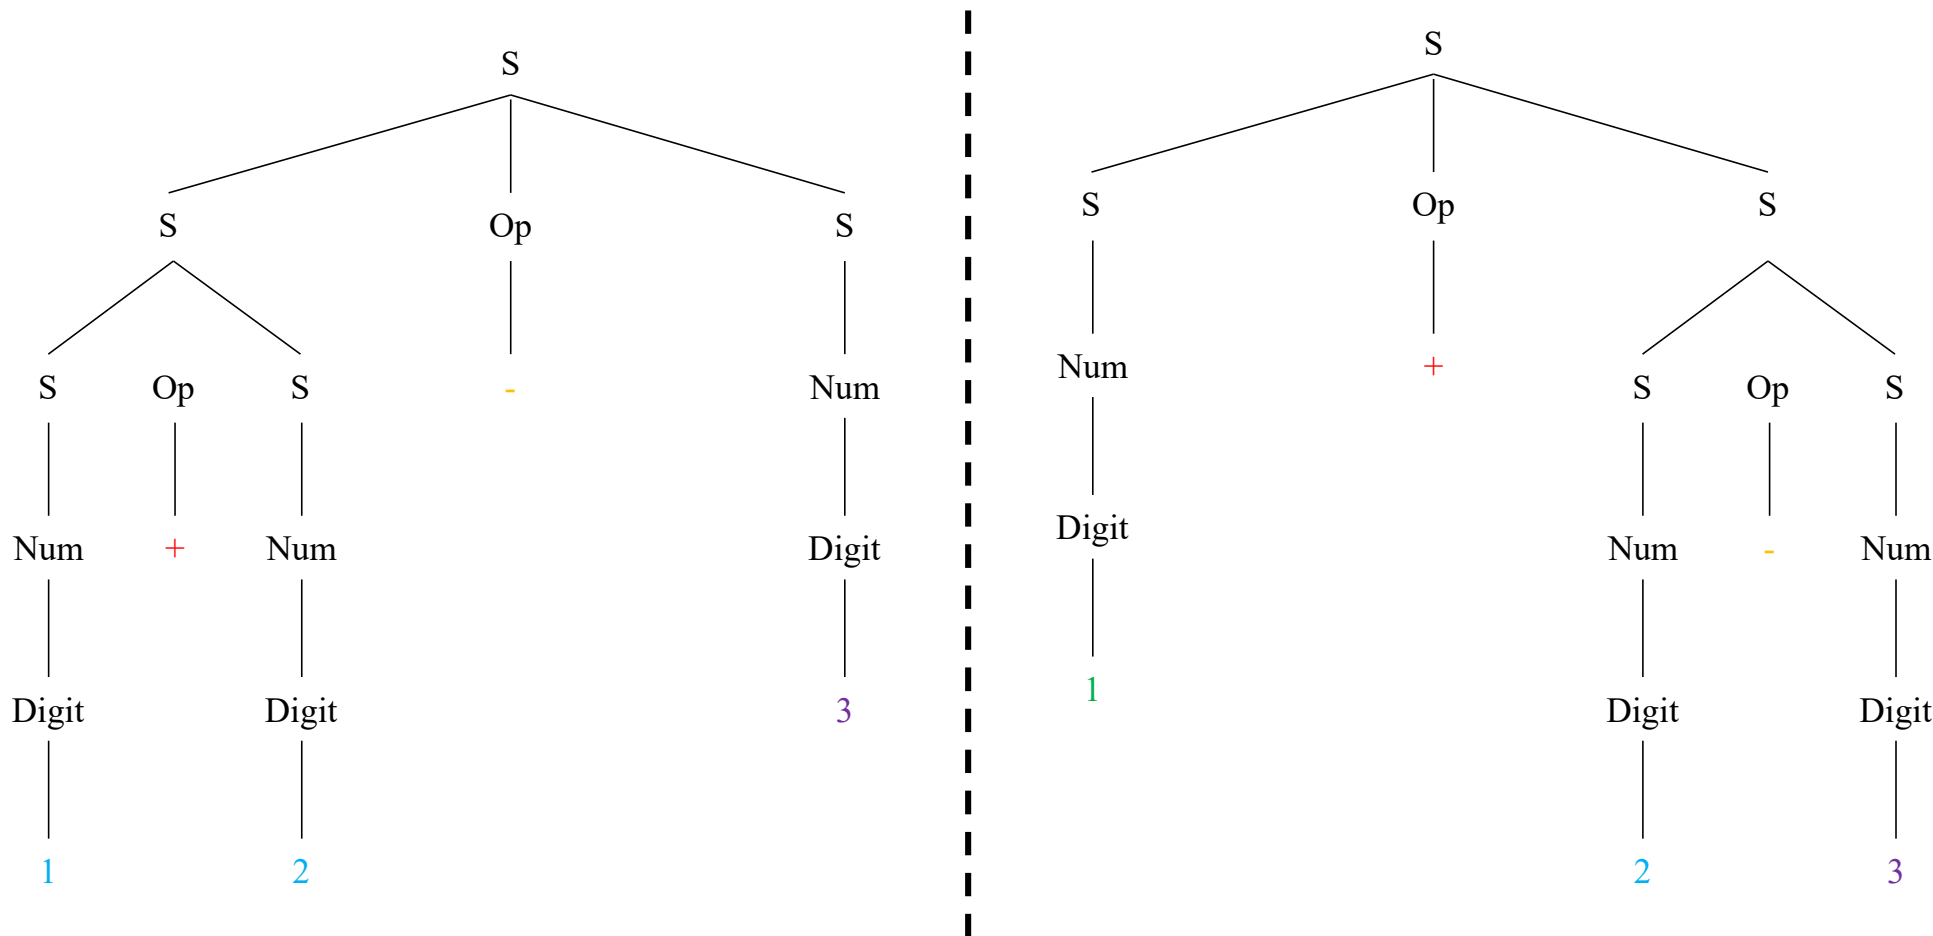 S
S Op S
S Op S - Num
Num + Num Digit
Digit Digit 3
1 2
S
S Op S
Num + S Op S
Digit Num - Num
1 Digit Digit
2 3